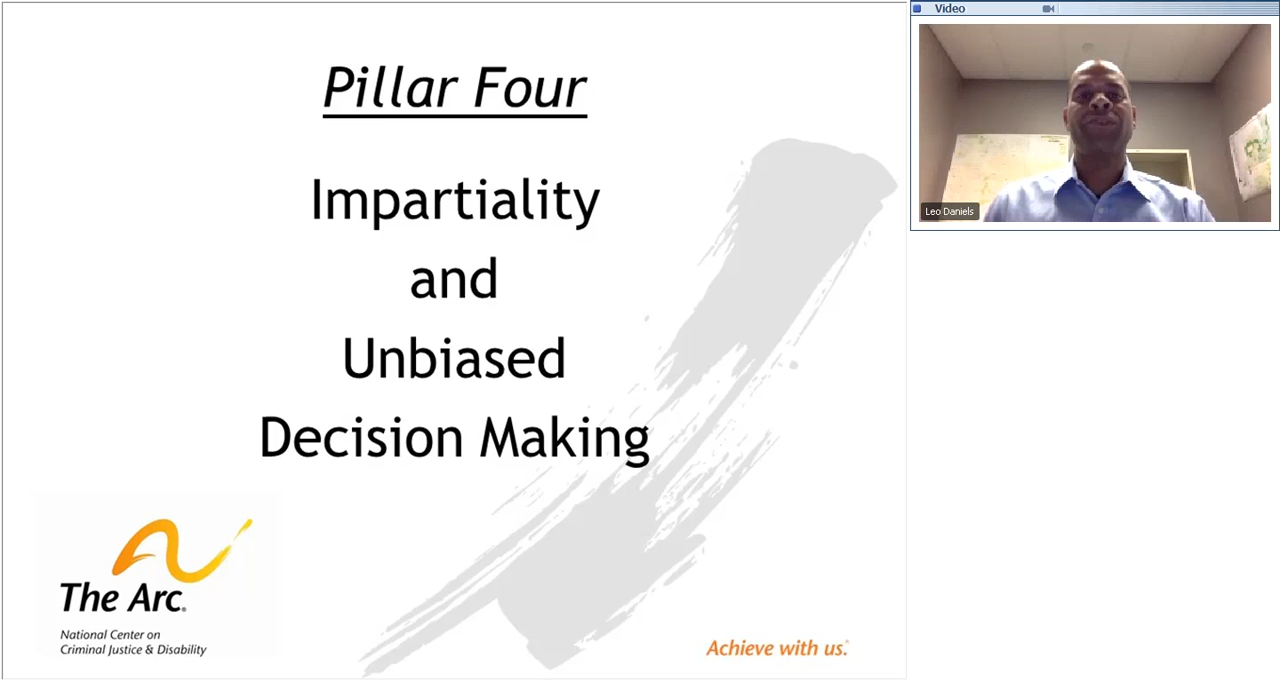 Pillar Four
Impartiality
and
Unbiased
Decision Making
The Arc®
National Center on
Criminal Justice & Disability
Achieve with us.®
Video
Leo Daniels